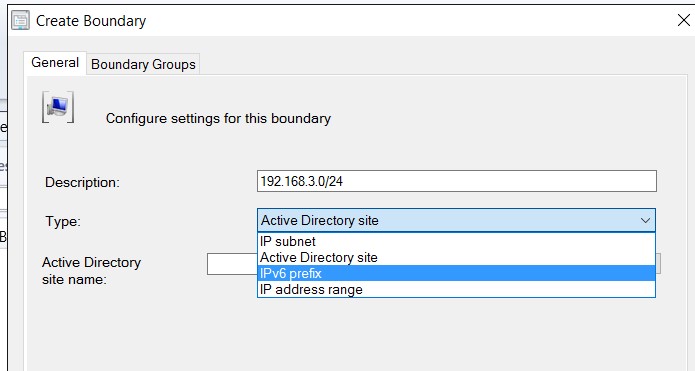 Create Boundary
General
Boundary Groups
Configure settings for this boundary
Description:
192.168.3.0/24
Type:
Active Directory site
IP subnet
Active Directory site
IPv6 prefix
IP address range
Active Directory
site name: